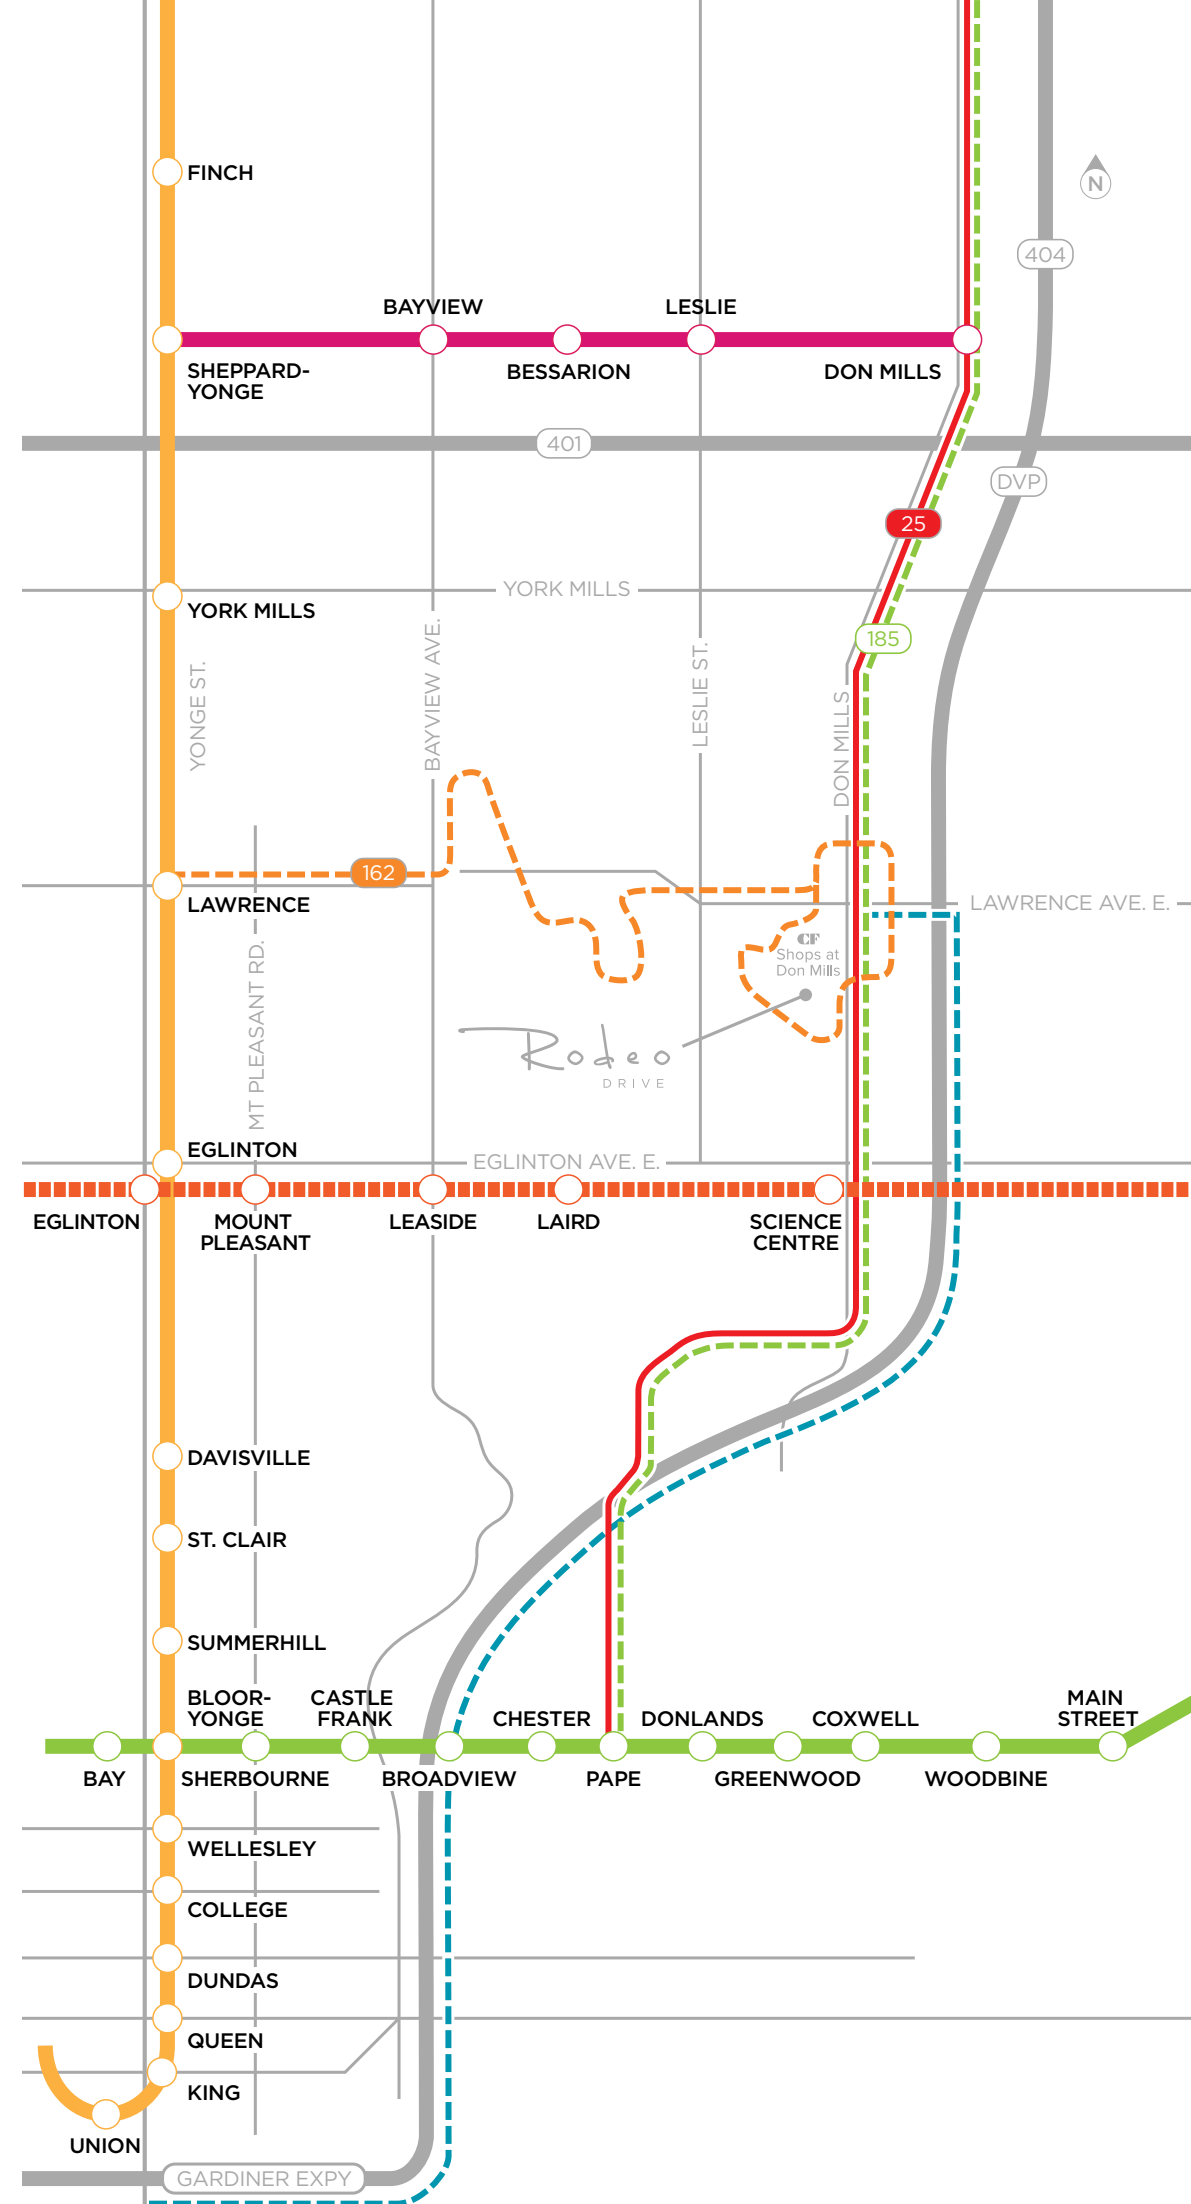 FINCH
N
404
BAYVIEW
LESLIE
SHEPPARD-
YONGE
BESSARION
DON MILLS
401
DVP
25
YORK MILLS
YORK MILLS
185
YONGE ST.
BAYVIEW AVE.
LESLIE ST.
DON MILLS
162
LAWRENCE
LAWRENCE AVE. E.
MT PLEASANT RD.
CF
Shops at
Don Mills
Rodeo
DRIVE
EGLINTON
EGLINTON AVE. E.
EGLINTON
MOUNT
PLEASANT
LEASIDE
LAIRD
SCIENCE
CENTRE
DAVISVILLE
ST. CLAIR
SUMMERHILL
BLOOR-
YONGE
CASTLE
FRANK
CHESTER
DONLANDS
COXWELL
MAIN
STREET
BAY
SHERBOURNE
BROADVIEW
PAPE
GREENWOOD
WOODBINE
WELLESLEY
COLLEGE
DUNDAS
QUEEN
KING
UNION
GARDINER EXPY